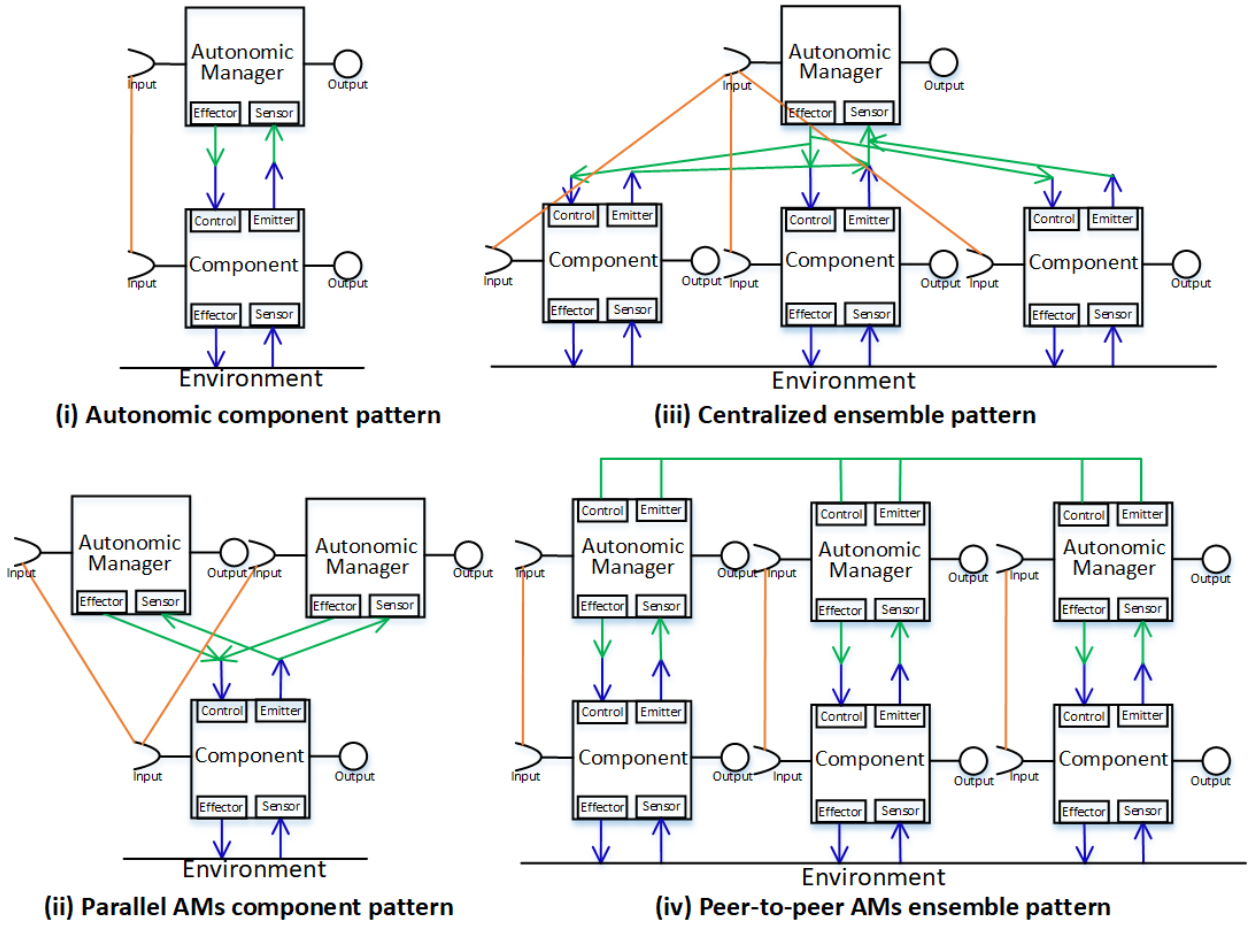 Autonomic
Manager
Input
Output
Effector
Sensor
Control
Emitter
Component
Input
Output
Effector
Sensor
Environment
(i) Autonomic component pattern
Autonomic
Manager
Input
Output
Effector
Sensor
Control
Emitter
Component
Input
Output
Effector
Sensor
Control
Emitter
Component
Input
Output
Effector
Sensor
Control
Emitter
Component
Input
Output
Effector
Sensor
Environment
(iii) Centralized ensemble pattern
Autonomic
Manager
Input
Output
Effector
Sensor
Autonomic
Manager
Input
Output
Effector
Sensor
Control
Emitter
Component
Input
Output
Effector
Sensor
Environment
(ii) Parallel AMs component pattern
Control
Emitter
Autonomic
Manager
Input
Output
Effector
Sensor
Control
Emitter
Autonomic
Manager
Input
Output
Effector
Sensor
Control
Emitter
Autonomic
Manager
Input
Output
Effector
Sensor
Control
Emitter
Component
Input
Output
Effector
Sensor
Control
Emitter
Component
Input
Output
Effector
Sensor
Control
Emitter
Component
Input
Output
Effector
Sensor
Environment
(iv) Peer-to-peer AMs ensemble pattern